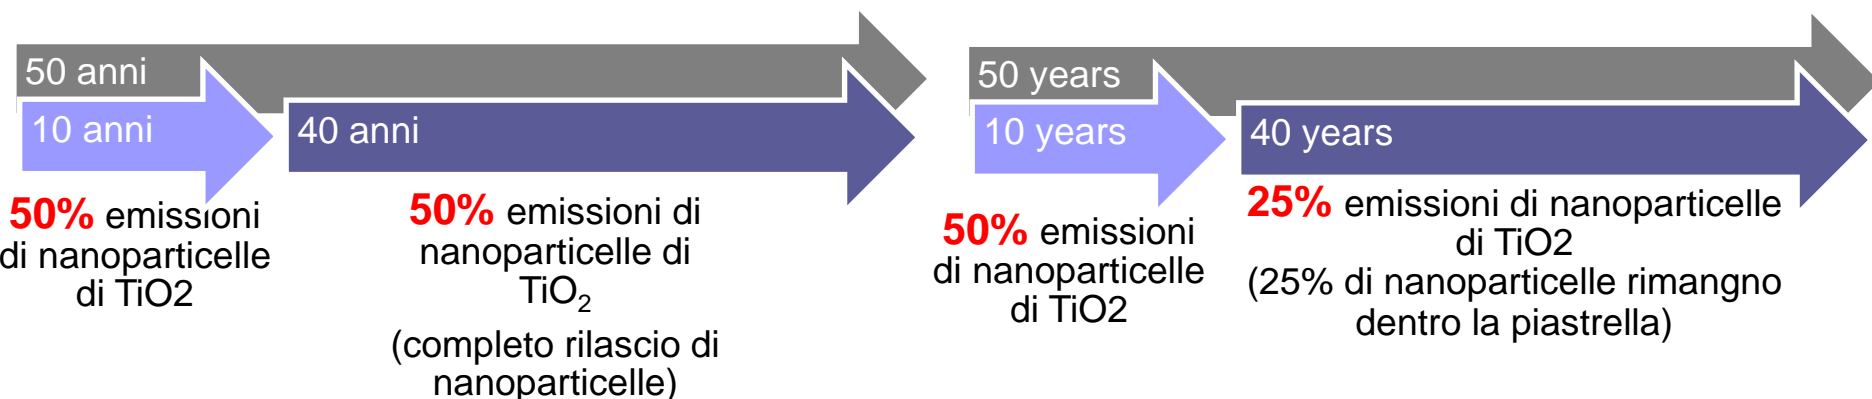 50 anni
10 anni
40 anni
50% emissioni
di nanoparticelle
di TiO2
50% emissioni di
nanoparticelle di
TiO₂
(completo rilascio di
nanoparticelle)
50 years
10 years
40 years
50% emissioni
di nanoparticelle
di TiO2
25% emissioni di nanoparticelle
di TiO2
(25% di nanoparticelle rimangno
dentro la piastrella)